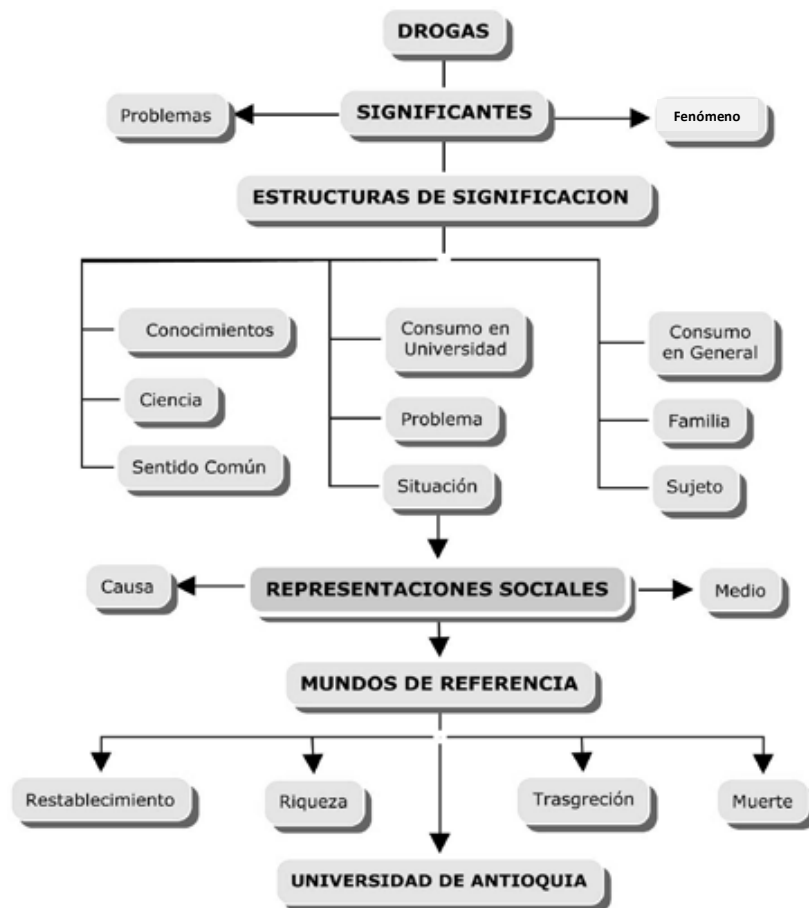 DROGAS
Problemas
SIGNIFICANTES
Fenómeno
ESTRUCTURAS DE SIGNIFICACION
Conocimientos
Consumo en
Universidad
Consumo
en General
Ciencia
Problema
Familia
Sentido Común
Situación
Sujeto
Causa
REPRESENTACIONES SOCIALES
Medio
MUNDOS DE REFERENCIA
Restablecimiento
Riqueza
Trasgreción
Muerte
UNIVERSIDAD DE ANTIOQUIA